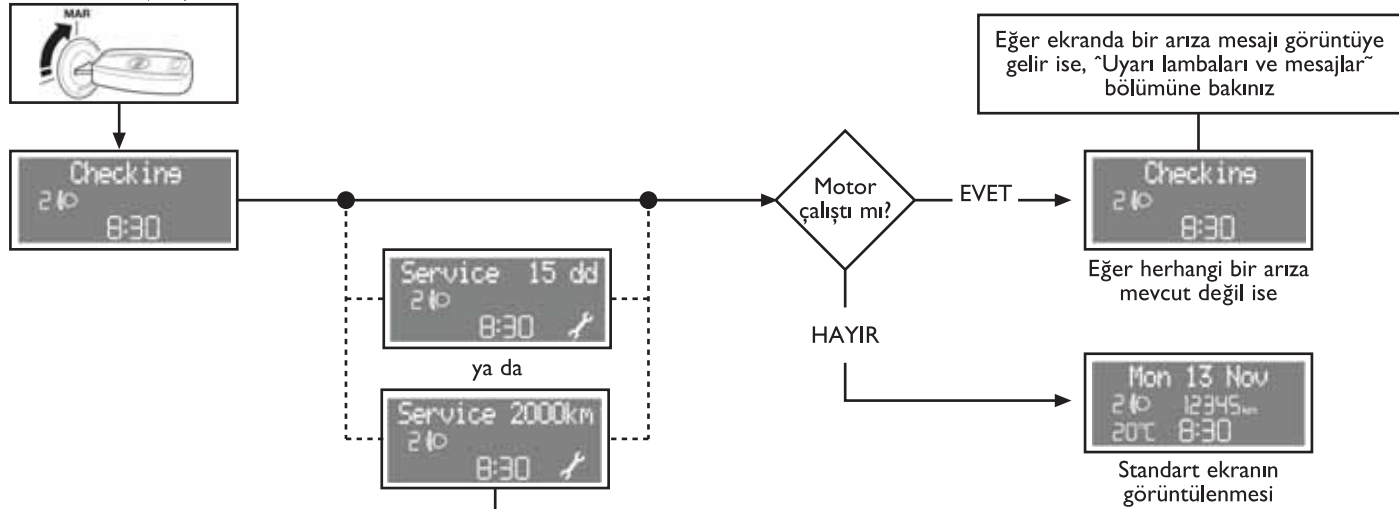 MAR
Eğer ekranda bir arıza mesajı görüntüye
gelir ise, ˆUyarı lambaları ve mesajlar˜
bölümüne bakınız
Checking
2
8:30
Motor
çalıştı mı?
EVET
Checking
2
8:30
Eğer herhangi bir arıza
mevcut değil ise
Service 15 dd
2
8:30
ya da
HAYIR
Service 2000km
2
8:30
Mon 13 Nov
2 12345km
20°C 8:30
Standart ekranın
görüntülenmesi